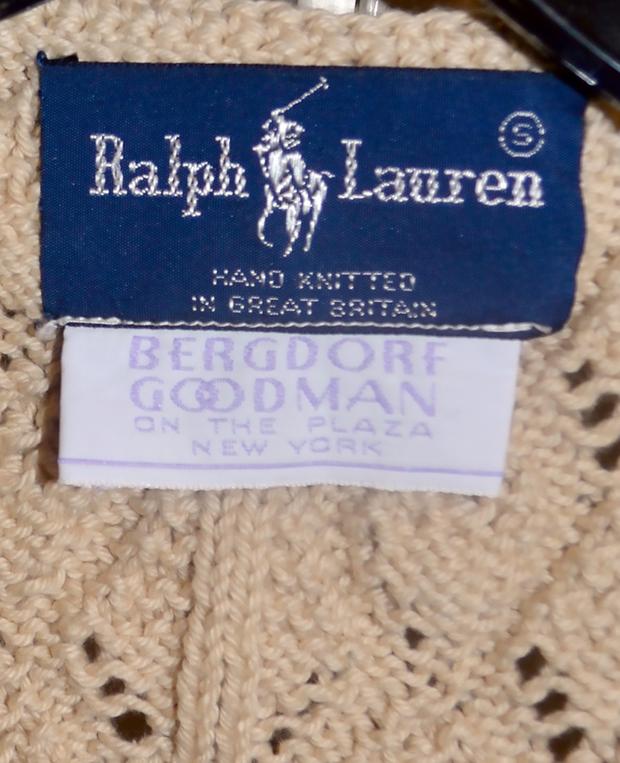 S
Ralph Lauren
HAND KNITTED
IN GREAT BRITAIN
BERGDORF
GOODMAN
ON THE PLAZA
NEW YORK